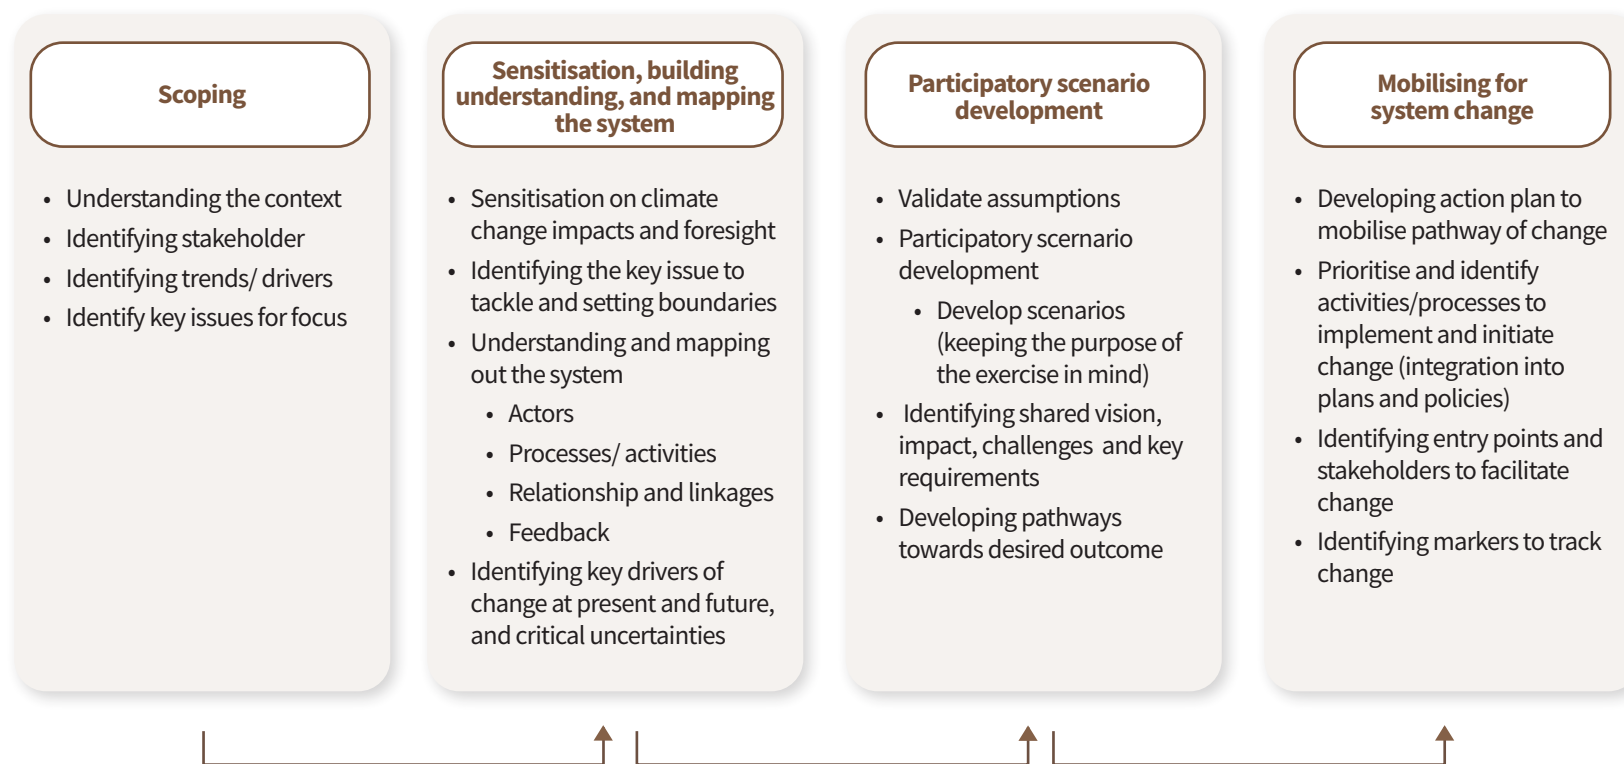 Scoping
• Understanding the context
• Identifying stakeholder
• Identifying trends/ drivers
• Identify key issues for focus
Sensitisation, building
understanding, and mapping
the system
• Sensitisation on climate
change impacts and foresight
• Identifying the key issue to
tackle and setting boundaries
• Understanding and mapping
out the system
• Actors
• Processes/ activities
• Relationship and linkages
• Feedback
• Identifying key drivers of
change at present and future,
and critical uncertainties
Participatory scenario
development
• Validate assumptions
• Participatory scernario
development
• Develop scenarios
(keeping the purpose of
the exercise in mind)
• Identifying shared vision,
impact, challenges and key
requirements
• Developing pathways
towards desired outcome
Mobilising for
system change
• Developing action plan to
mobilise pathway of change
• Prioritise and identify
activities/processes to
implement and initiate
change (integration into
plans and policies)
• Identifying entry points and
stakeholders to facilitate
change
• Identifying markers to track
change